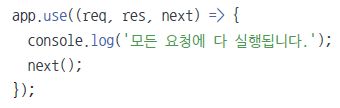 app.use((req, res, next) => {
  console.log('모든 요청에 다 실행됩니다.');
  next();
});